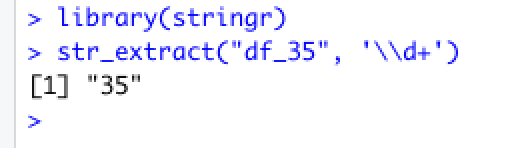 > library(stringr)
> str_extract("df_35", '\\d+')
[1] "35"
>